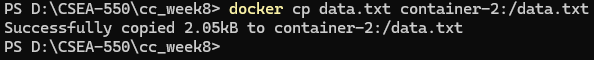 PS D:\CSEA-550\cc_week8> docker cp data.txt container-2:/data.txt
Successfully copied 2.05kB to container-2:/data.txt
PS D:\CSEA-550\cc_week8>